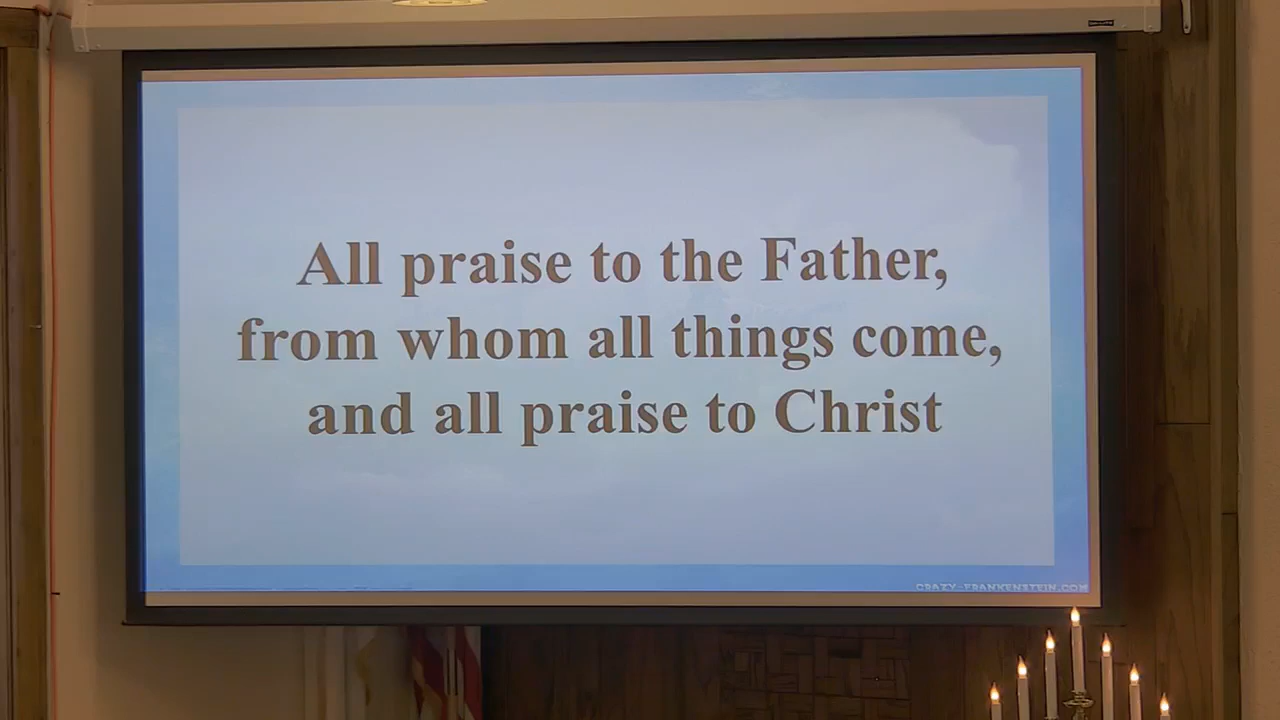 All praise to the Father,
from whom all things come,
and all praise to Christ
CRAZY-FRANKENSTEIN.COM